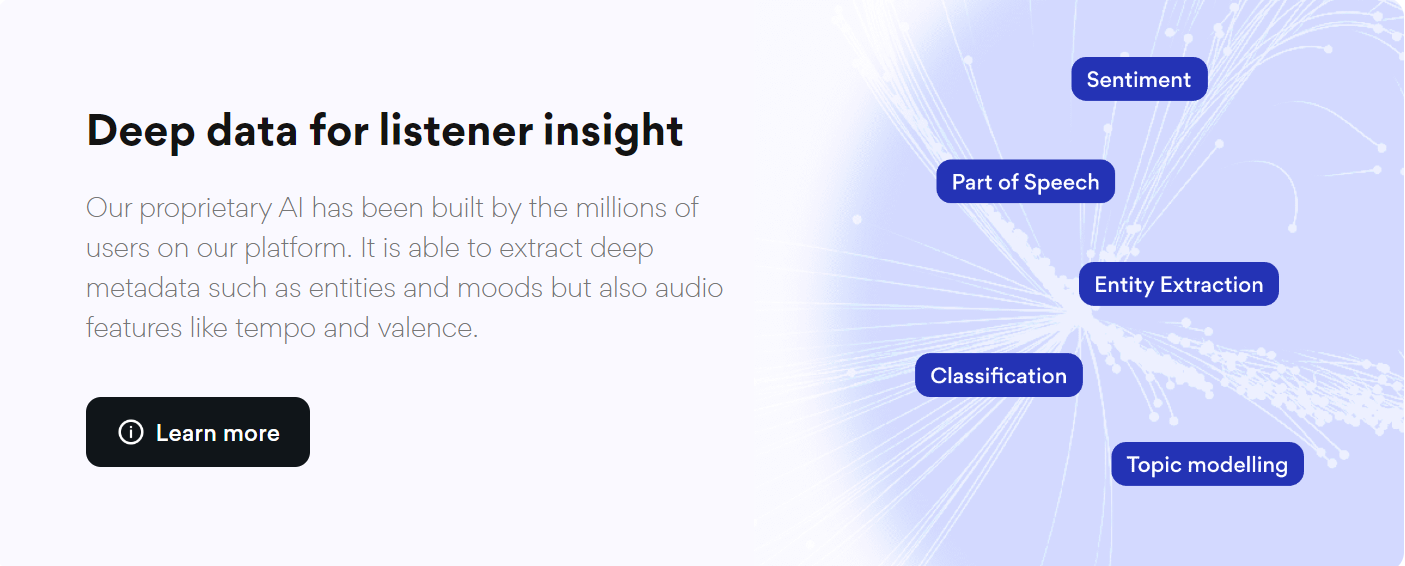 Deep data for listener insight
Our proprietary AI has been built by the millions of
users on our platform. It is able to extract deep
metadata such as entities and moods but also audio
features like tempo and valence.
Learn more
Sentiment
Part of Speech
Entity Extraction
Classification
Topic modelling